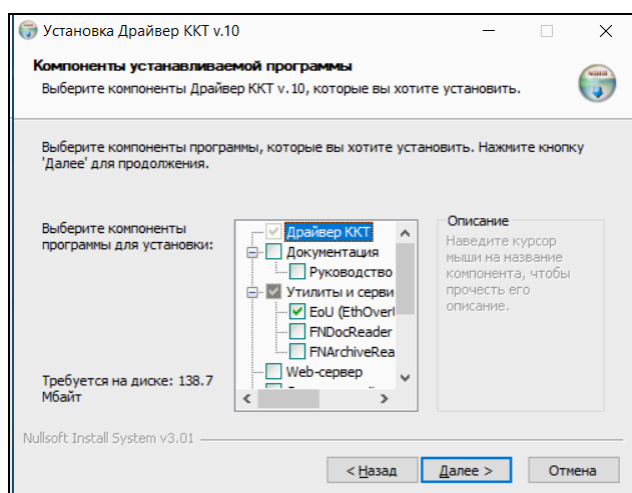 Установка Драйвер ККТ v.10
Компоненты устанавливаемой программы
Выберите компоненты Драйвер ККТ v.10, которые вы хотите установить.
Выберите компоненты программы, которые вы хотите установить. Нажмите кнопку
'Далее' для продолжения.
Выберите компоненты
программы для установки:
Драйвер ККТ
Документация
Руководство
Утилиты и серви
EoU (EthOverl
FNDocReader
FNArchiveRea
Web-сервер
Описание
Наведите курсор
мыши на название
компонента, чтобы
прочесть его
описание.
Требуется на диске: 138.7
Мбайт
Nullsoft Install System v3.01
< Назад
Далее >
Отмена